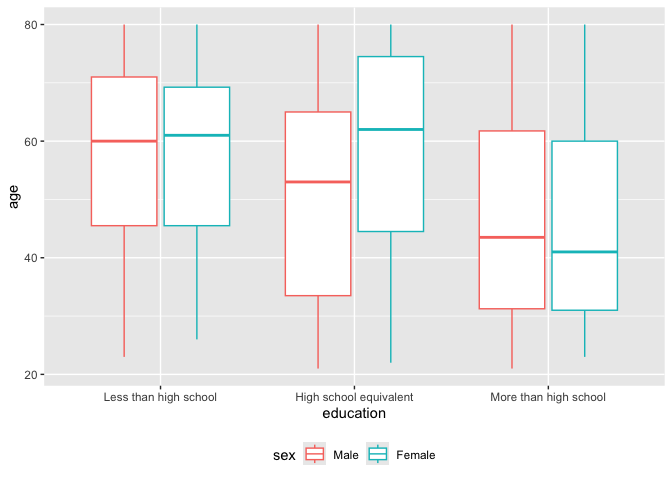 80
60
40
20
age
Less than high school
High school equivalent
More than high school
education
sex
Male
Female